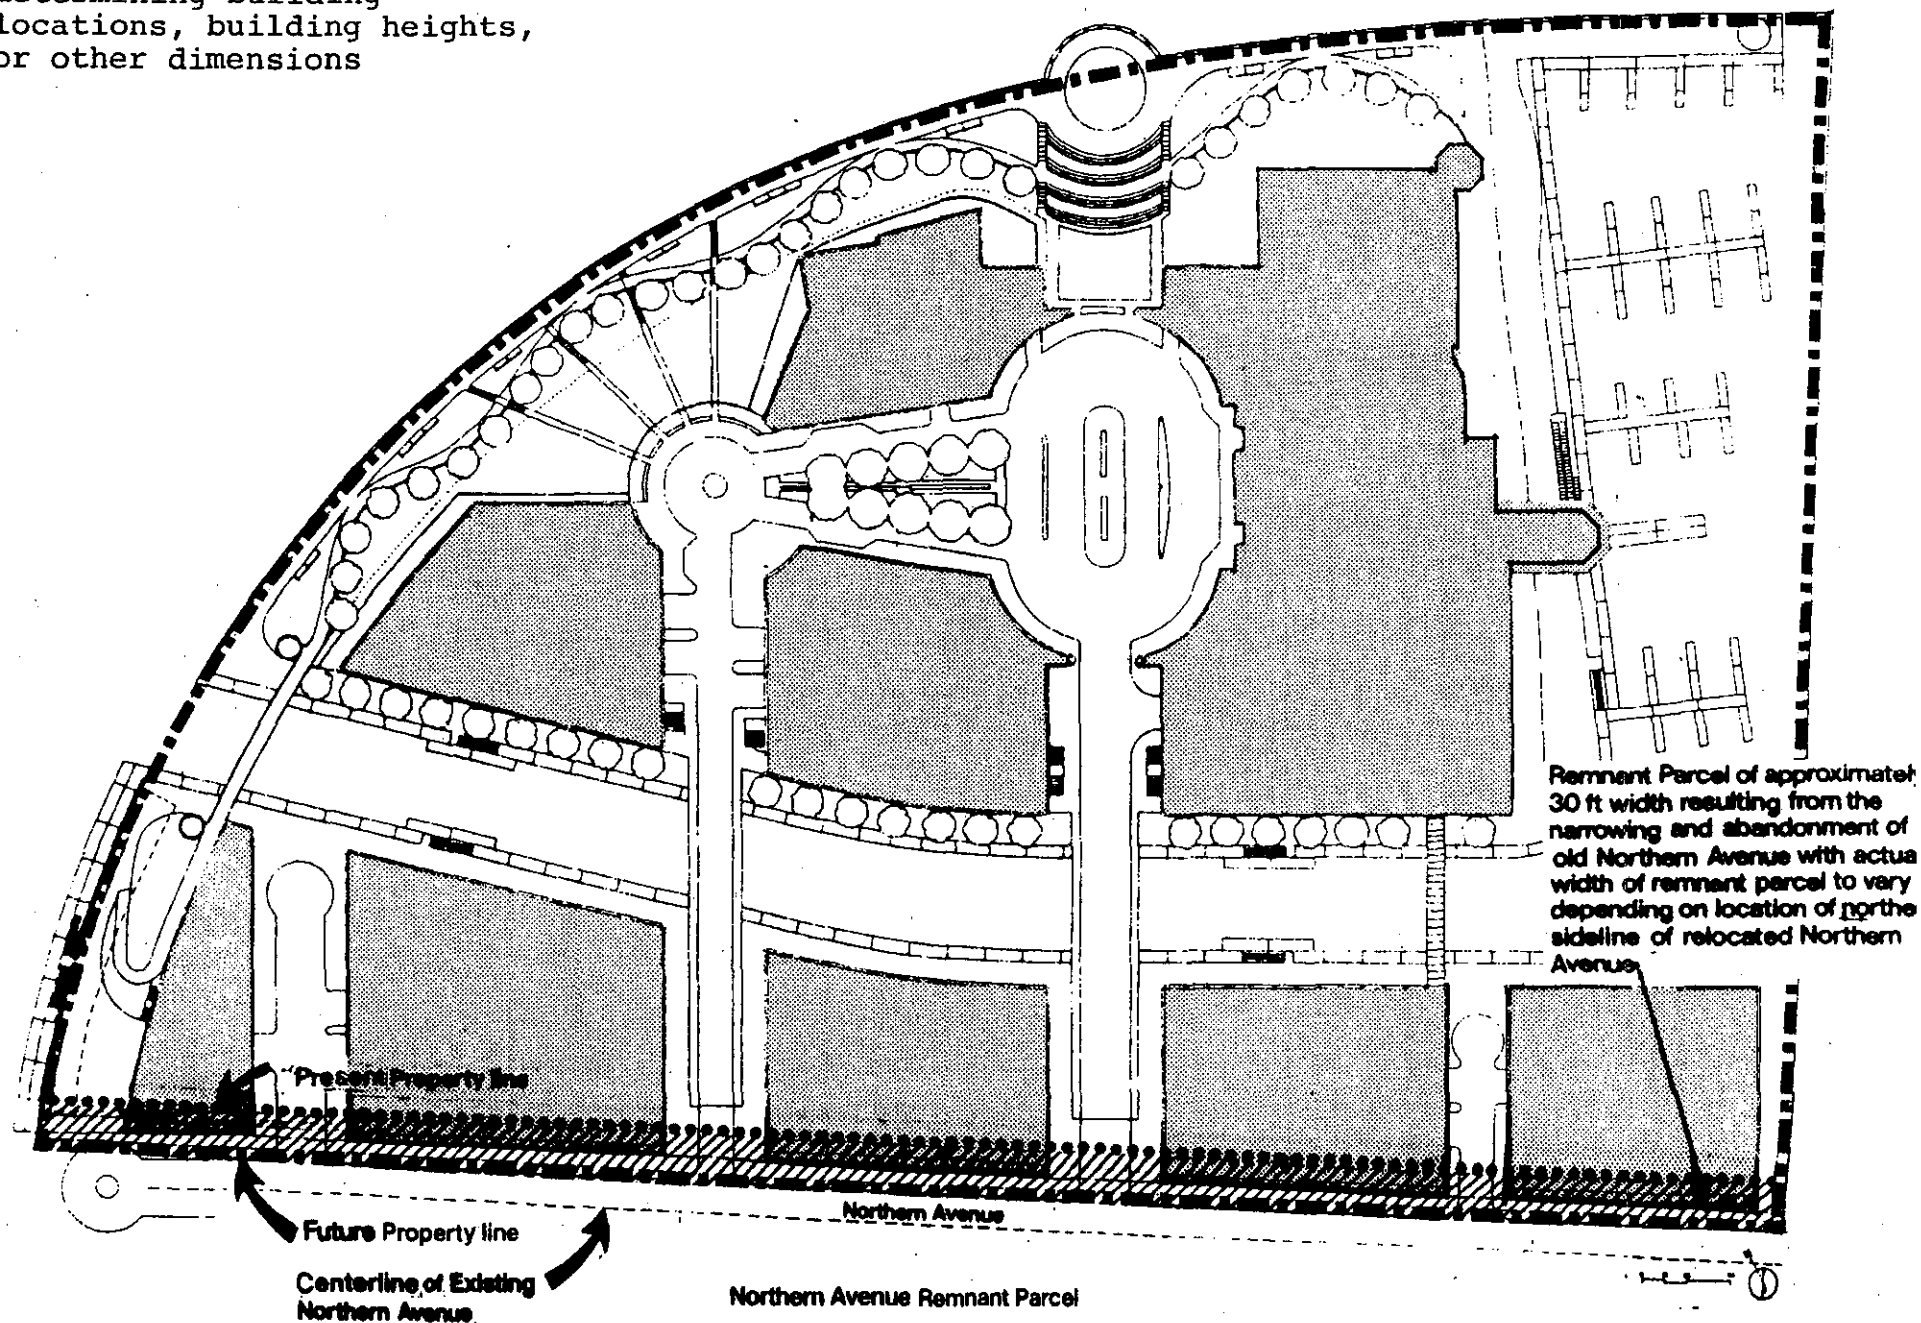 determining building
locations, building heights,
or other dimensions
Remnant Parcel of approximatel
30 ft width resulting from the
narrowing and abandonment of
old Northern Avenue with actua
width of remnant parcel to vary
depending on location of northe
sideline of relocated Northern
Avenue
Present Property line
Northern Avenue
Future Property line
Centerline of Existing
Northern Avenue
Northern Avenue Remnant Parcel